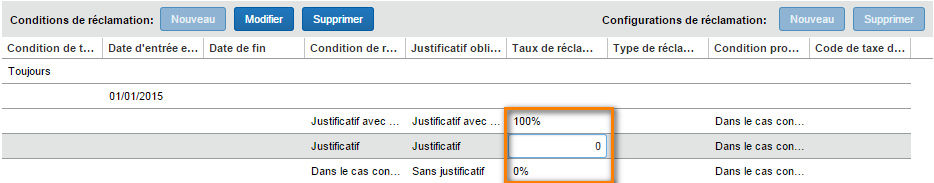 Conditions de réclamation: Nouveau Modifier Supprimer Configurations de réclamation: Nouveau Supprimer
Condition de t... Date d'entrée e... Date de fin Condition de r... Justificatif obli... Taux de récla... Type de récla... Condition pro... Code de taxe d...
Toujours
01/01/2015
Justificatif avec ... Justificatif avec ... 100% Dans le cas con...
Justificatif Justificatif 0 Dans le cas con...
Dans le cas con... Sans justificatif 0% Dans le cas con...